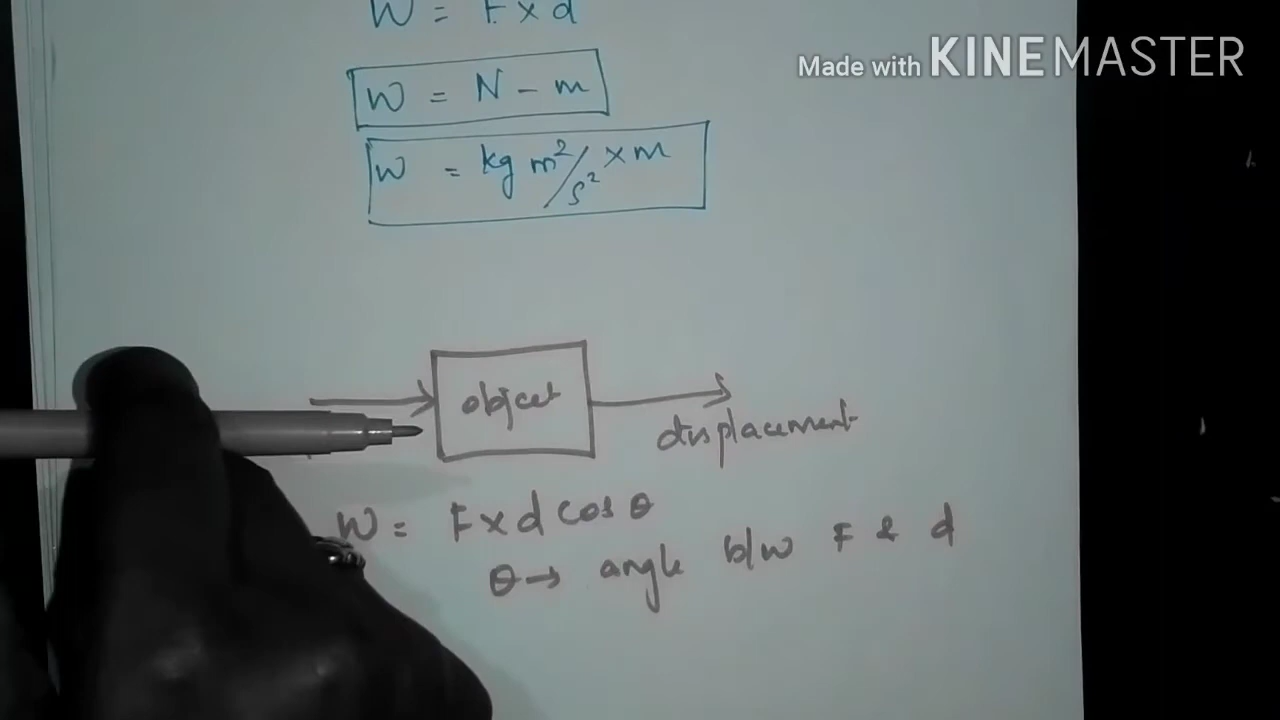 W = F x d
Made with KINEMASTER
W = N - m
W = kg m²/s² x m
object
displacement
W = F x d cos θ
θ → angle b/w F & d